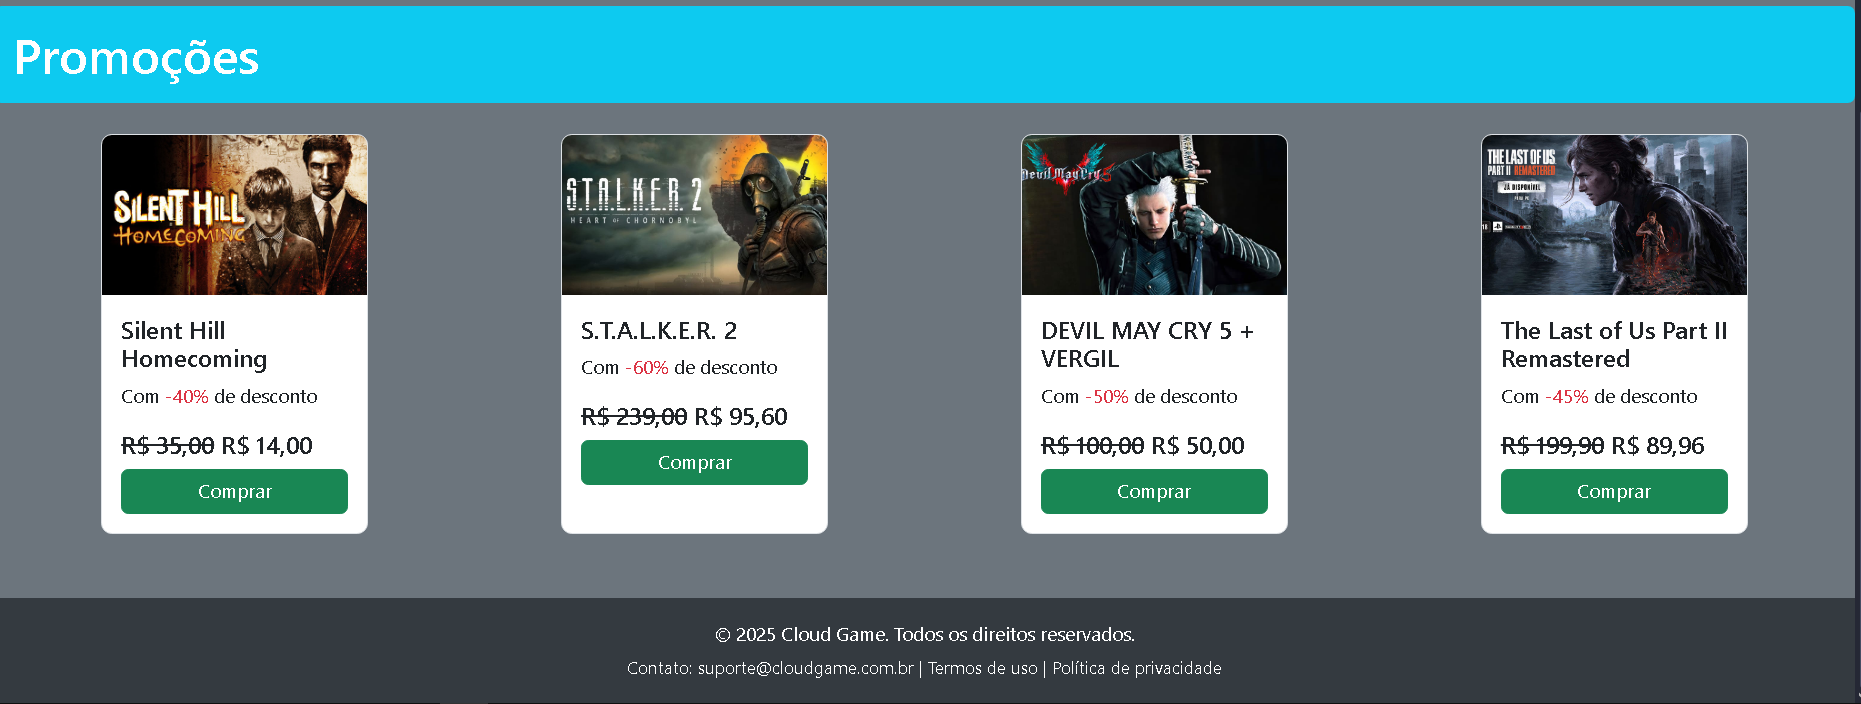 Promoções
SILENT HILL
HOMECOMING
Silent Hill
Homecoming
Com -40% de desconto
R$ 35,00 R$ 14,00
Comprar
S.T.A.L.K.E.R. 2
HEART OF CHORNOBYL
S.T.A.L.K.E.R. 2
Com -60% de desconto
R$ 239,00 R$ 95,60
Comprar
Devil May Cry 5
DEVIL MAY CRY 5 +
VERGIL
Com -50% de desconto
R$ 100,00 R$ 50,00
Comprar
THE LAST OF US
PART II REMASTERED
JÁ DISPONÍVEL
18
The Last of Us Part II
Remastered
Com -45% de desconto
R$ 199,90 R$ 89,96
Comprar
© 2025 Cloud Game. Todos os direitos reservados.
Contato: suporte@cloudgame.com.br | Termos de uso | Política de privacidade